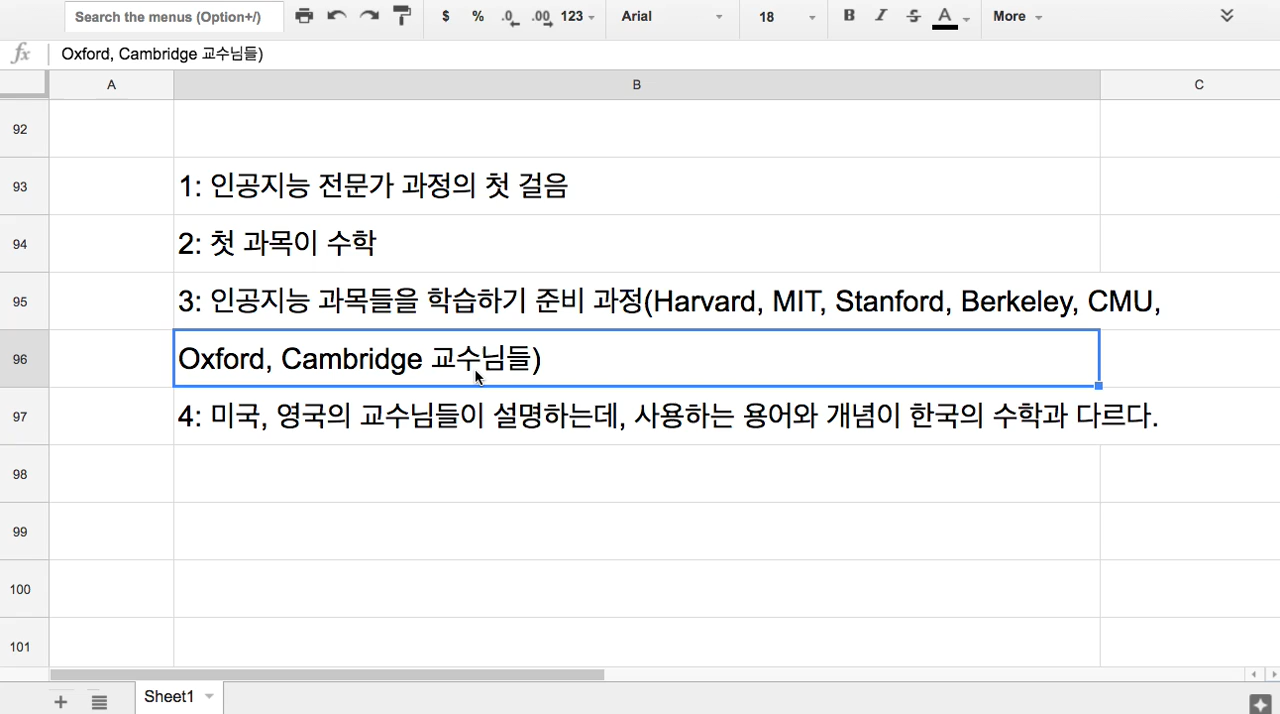 Search the menus (Option+/) $ % .0 .00 123 Arial 18 B I S A More
fx Oxford, Cambridge 교수님들)
A B C
92
93 1: 인공지능 전문가 과정의 첫 걸음
94 2: 첫 과목이 수학
95 3: 인공지능 과목들을 학습하기 준비 과정(Harvard, MIT, Stanford, Berkeley, CMU,
96 Oxford, Cambridge 교수님들)
97 4: 미국, 영국의 교수님들이 설명하는데, 사용하는 용어와 개념이 한국의 수학과 다르다.
98
99
100
101
Sheet1